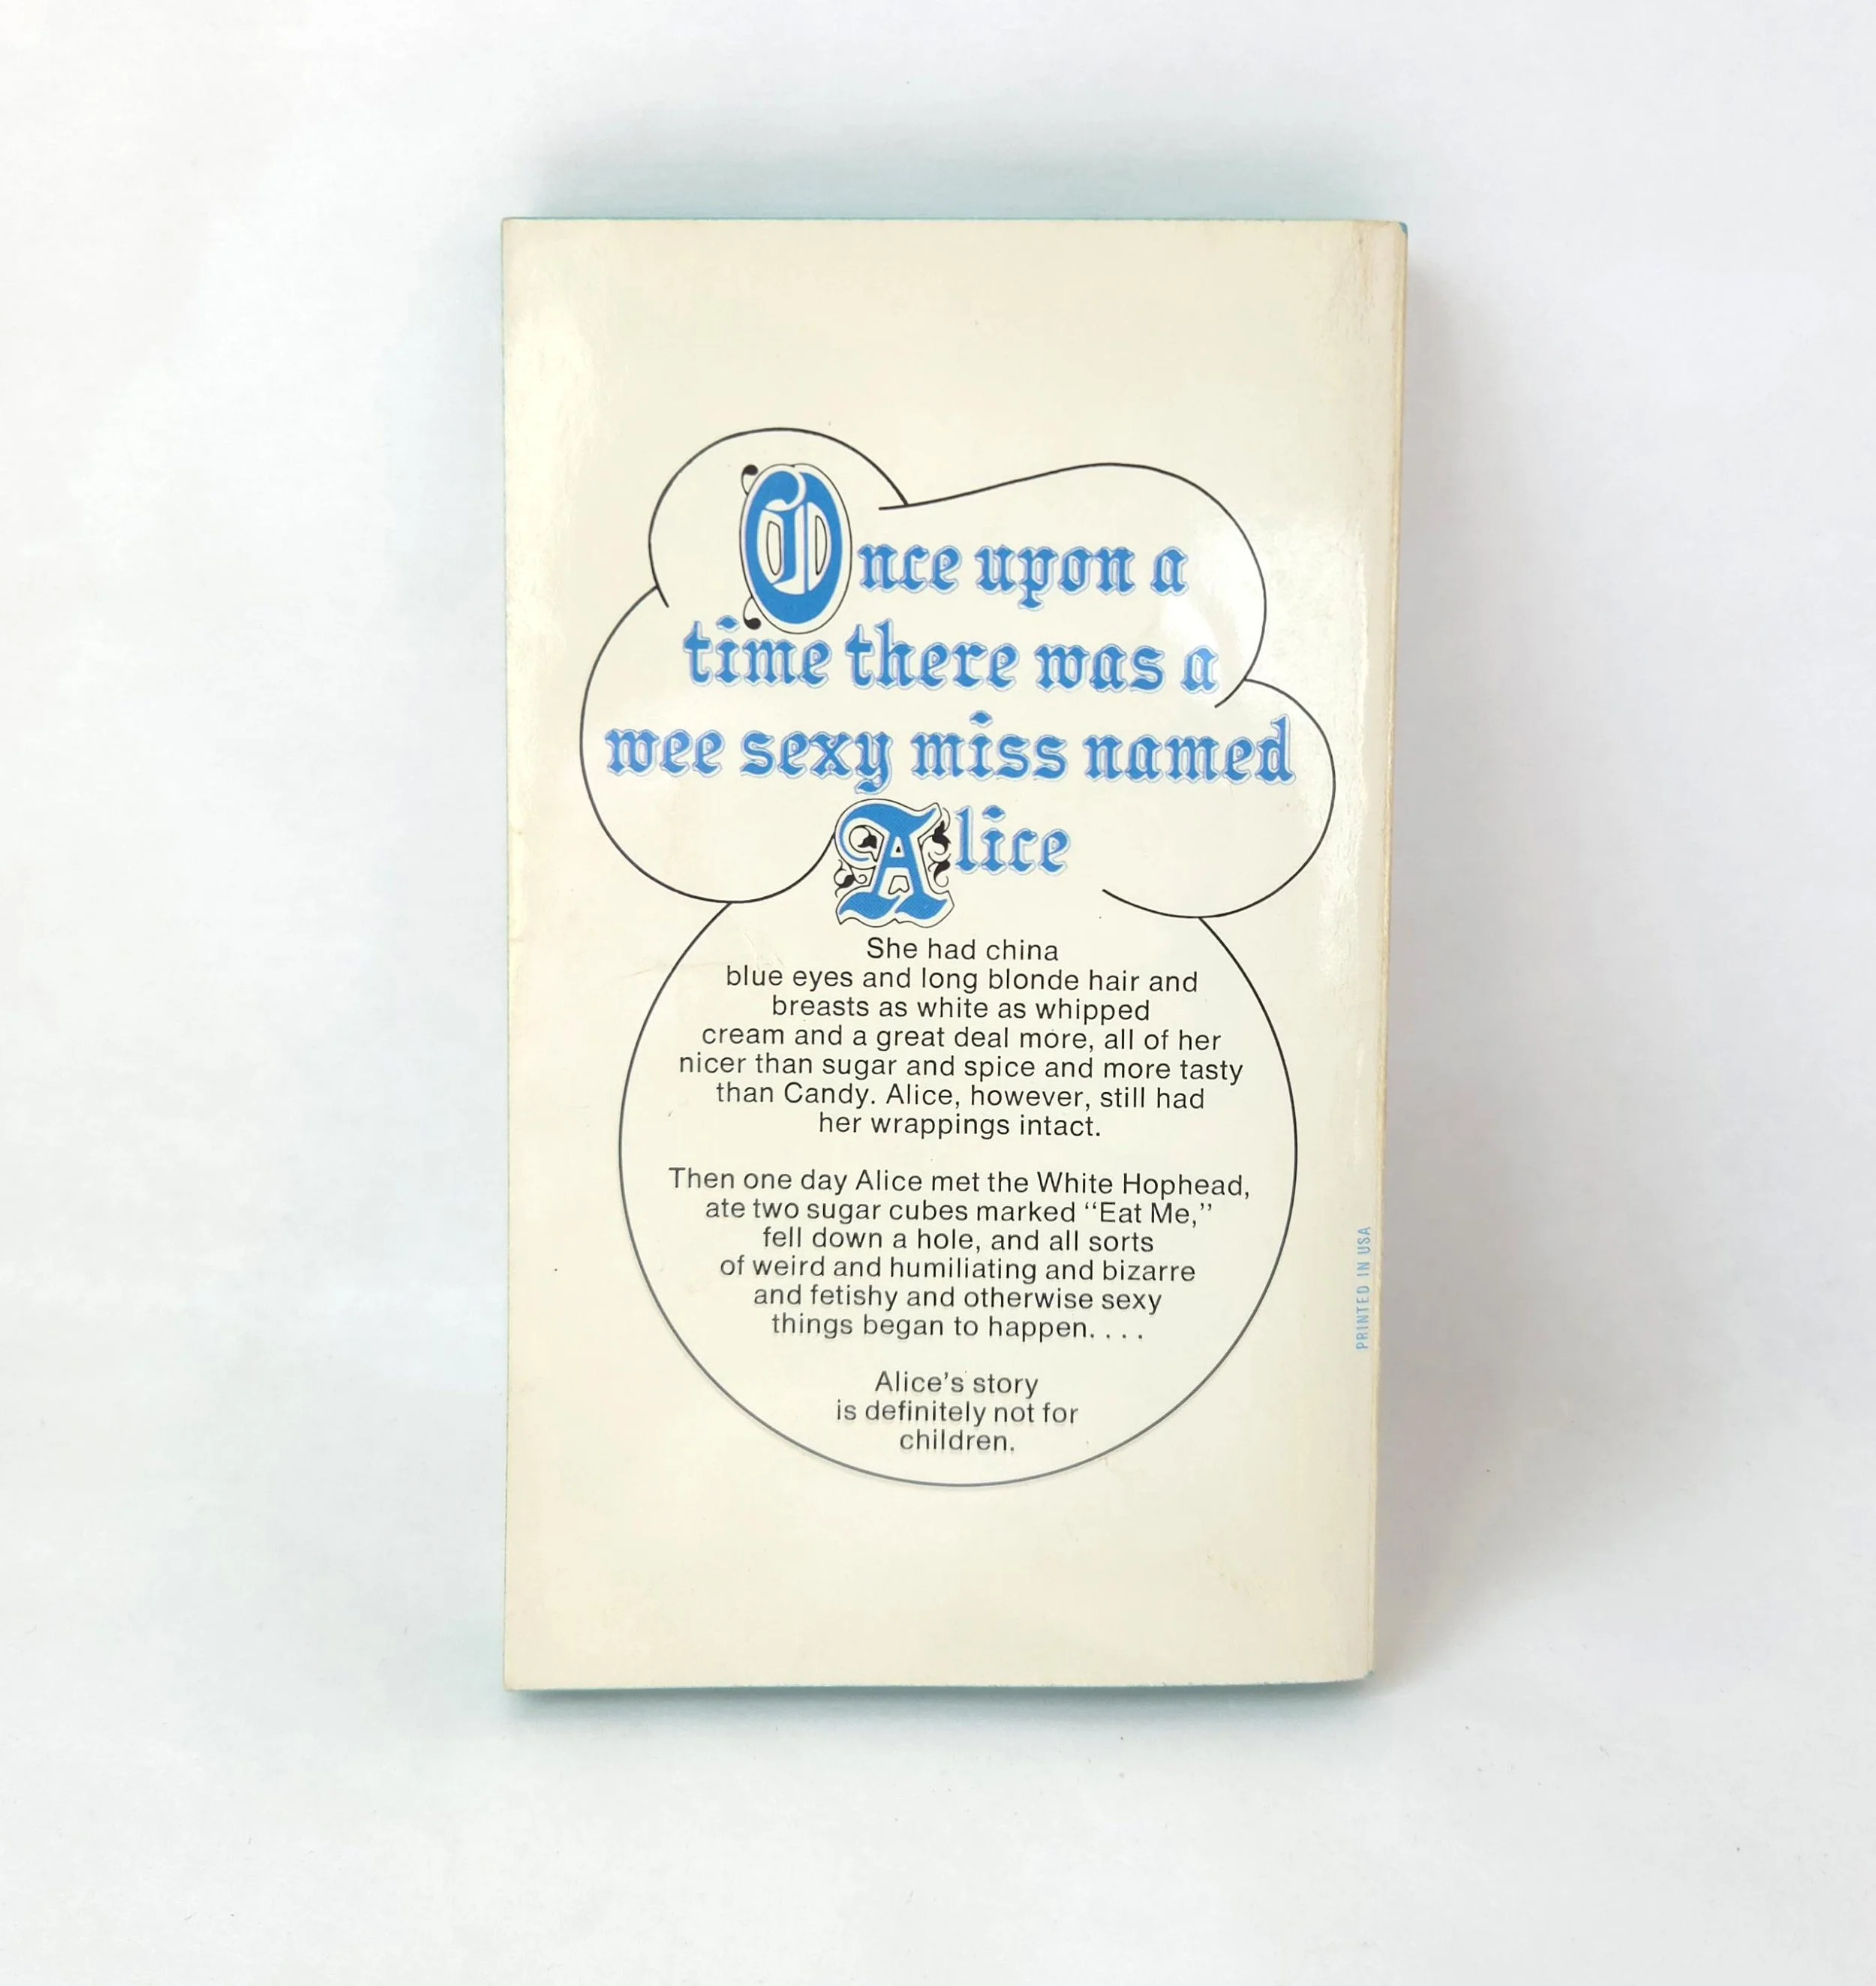 Once upon a
time there was a
wee sexy miss named
Alice
She had china
blue eyes and long blonde hair and
breasts as white as whipped
cream and a great deal more, all of her
nicer than sugar and spice and more tasty
than Candy. Alice, however, still had
her wrappings intact.
Then one day Alice met the White Hophead,
ate two sugar cubes marked “Eat Me,”
fell down a hole, and all sorts
of weird and humiliating and bizarre
and fetishy and otherwise sexy
things began to happen. . . .
Alice’s story
is definitely not for
children.
PRINTED IN USA